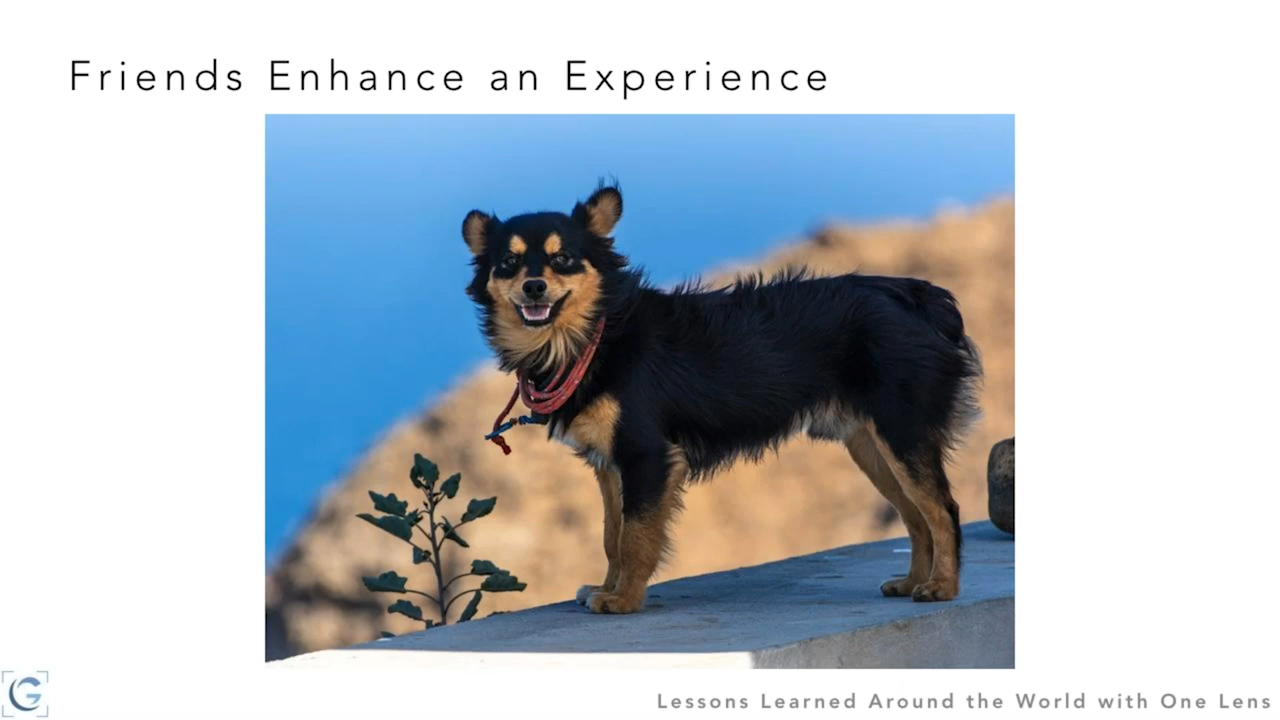 Friends Enhance an Experience
Lessons Learned Around the World with One Lens